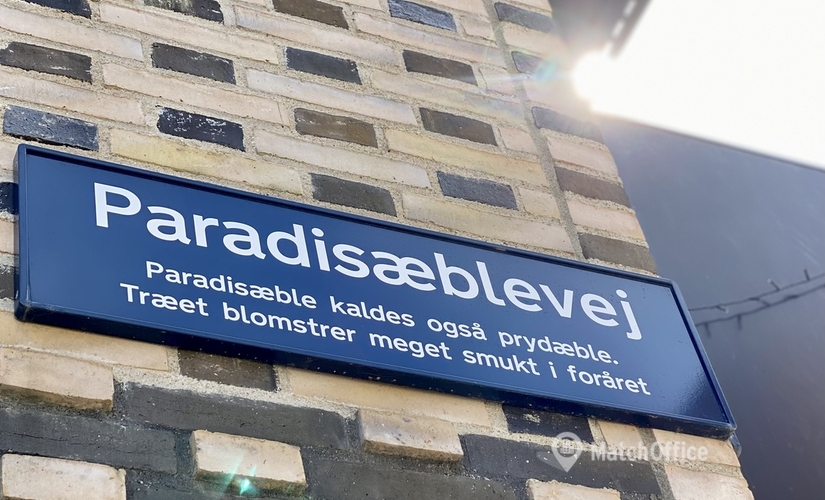 Paradisæblevej
Paradisæble kaldes også prydæble.
Træet blomstrer meget smukt i foråret
MatchOffice